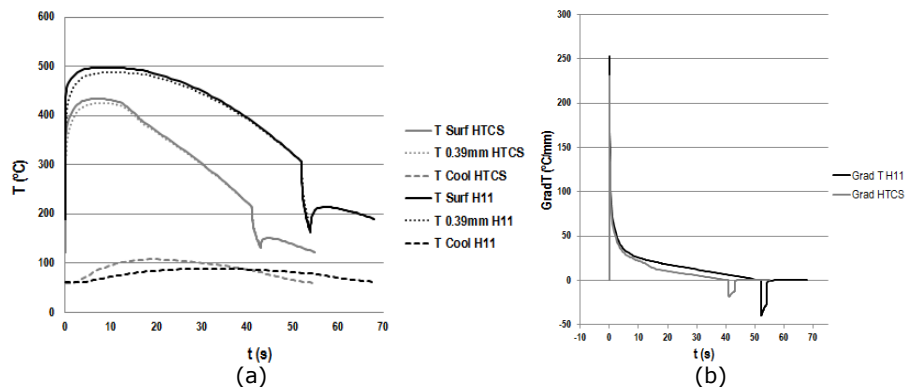 600
500
400
300
200
100
0
T (ºC)
0 10 20 30 40 50 60 70
t (s)
T Surf HTCS
T 0.39mm HTCS
T Cool HTCS
T Surf H11
T 0.39mm H11
T Cool H11
(a)
300
250
200
150
100
50
0
-50
GradT (ºC/mm)
-10 0 10 20 30 40 50 60 70 80
t (s)
Grad T H11
Grad HTCS
(b)